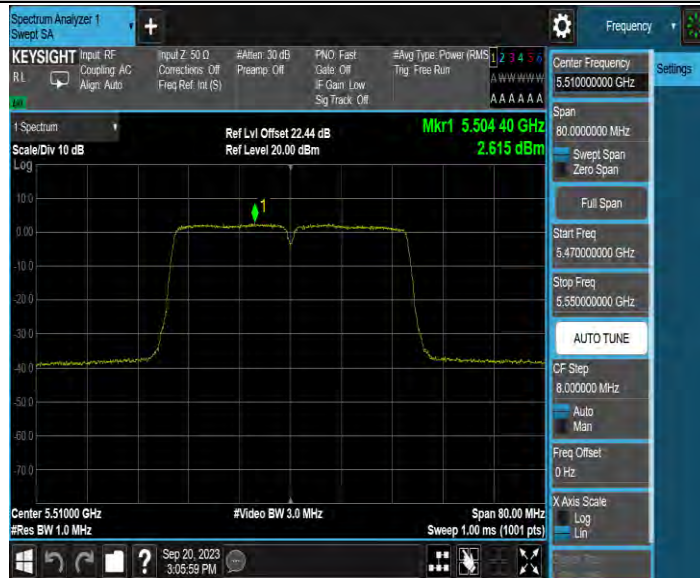 Spectrum Analyzer 1
Swept SA
+
Frequency
KEYSIGHT Input: RF
RL Coupling: AC
Align: Auto
Input Z: 50 Ω
Corrections: Off
Freq Ref: Int (S)
#Atten: 30 dB
Preamp: Off
PNO: Fast
Gate: Off
IF Gain: Low
Sig Track: Off
#Avg Type: Power (RMS
Trig: Free Run
1 2 3 4 5 6
A W W W W W
A A A A A A
Center Frequency
5.510000000 GHz
Settings
Span
80.0000000 MHz
Swept Span
Zero Span
Full Span
Start Freq
5.470000000 GHz
Stop Freq
5.550000000 GHz
AUTO TUNE
CF Step
8.000000 MHz
Auto
Man
Freq Offset
0 Hz
X Axis Scale
Log
Lin
1 Spectrum
Scale/Div 10 dB
Ref Lvl Offset 22.44 dB
Ref Level 20.00 dBm
Mkr1 5.504 40 GHz
2.615 dBm
Log
10.0
0.00
-10.0
-20.0
-30.0
-40.0
-50.0
-60.0
-70.0
1
Center 5.51000 GHz
#Res BW 1.0 MHz
#Video BW 3.0 MHz
Span 80.00 MHz
Sweep 1.00 ms (1001 pts)
?
Sep 20, 2023
3:05:59 PM